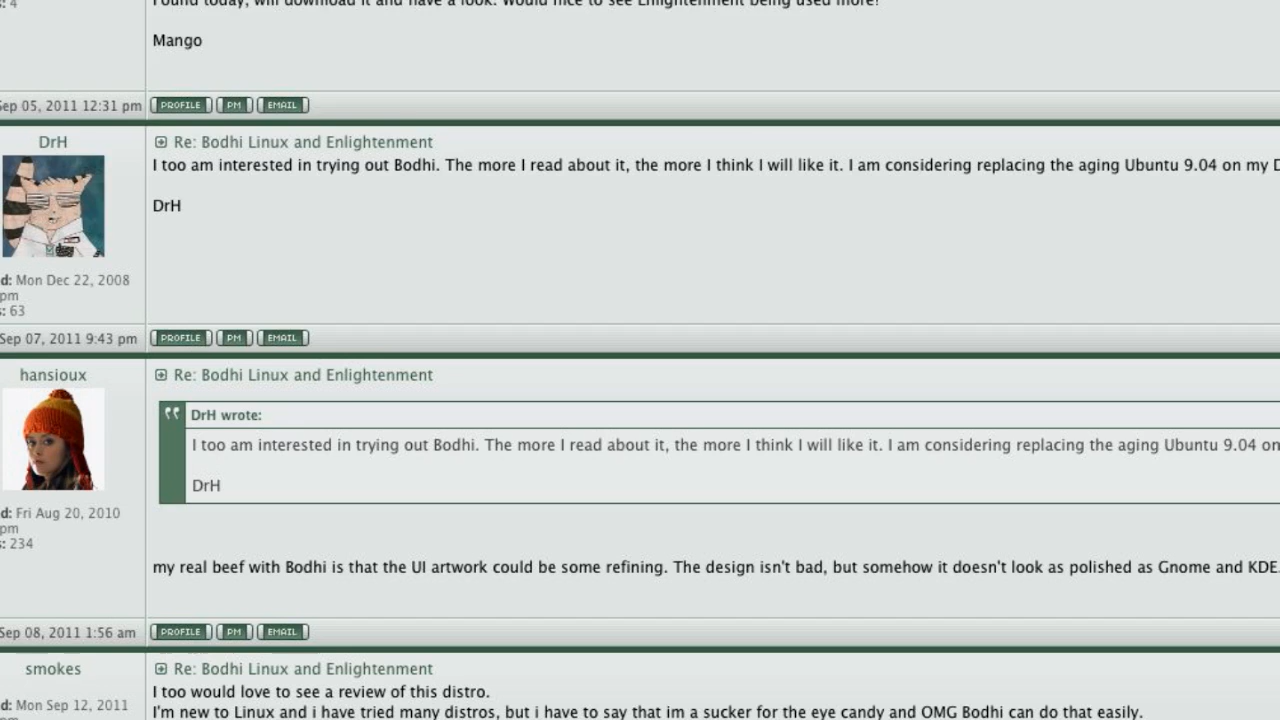 s: 4
Found today, will download it and have a look. Would nice to see Enlightenment being used more!
Mango
Sep 05, 2011 12:31 pm PROFILE PM EMAIL
DrH
Re: Bodhi Linux and Enlightenment
I too am interested in trying out Bodhi. The more I read about it, the more I think I will like it. I am considering replacing the aging Ubuntu 9.04 on my D
DrH
d: Mon Dec 22, 2008
pm
s: 63
Sep 07, 2011 9:43 pm PROFILE PM EMAIL
hansioux
Re: Bodhi Linux and Enlightenment
DrH wrote:
I too am interested in trying out Bodhi. The more I read about it, the more I think I will like it. I am considering replacing the aging Ubuntu 9.04 on
DrH
d: Fri Aug 20, 2010
pm
s: 234
my real beef with Bodhi is that the UI artwork could be some refining. The design isn't bad, but somehow it doesn't look as polished as Gnome and KDE.
Sep 08, 2011 1:56 am PROFILE PM EMAIL
smokes
Re: Bodhi Linux and Enlightenment
I too would love to see a review of this distro.
d: Mon Sep 12, 2011
I'm new to Linux and i have tried many distros, but i have to say that im a sucker for the eye candy and OMG Bodhi can do that easily.